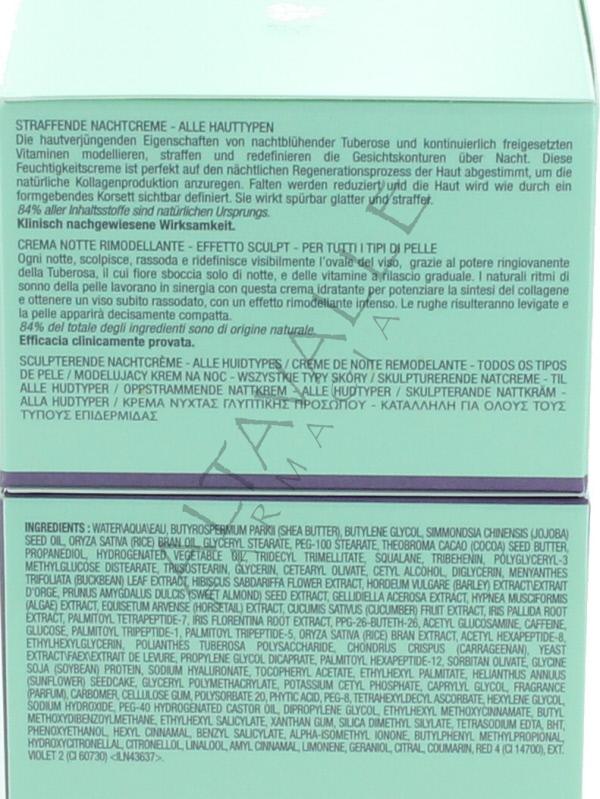 STRAFFENDE NACHTCREME - ALLE HAUTTYPEN
Die hautverjüngenden Eigenschaften von nachtblühender Tuberose und kontinuierlich freigesetzten
Vitaminen modellieren, straffen und redefinieren die Gesichtskonturen über Nacht. Diese
Feuchtigkeitscreme ist perfekt auf den nächtlichen Regenerationsprozess der Haut abgestimmt, um die
natürliche Kollagenproduktion anzuregen. Falten werden reduziert und die Haut wird wie durch ein
formgebendes Korsett sichtbar definiert. Sie wirkt spürbar glatter und straffer.
84% aller Inhaltsstoffe sind natürlichen Ursprungs.
Klinisch nachgewiesene Wirksamkeit.
CREMA NOTTE RIMODELLANTE - EFFETTO SCULPT - PER TUTTI I TIPI DI PELLE
Ogni notte, scolpisce, rassoda e ridefinisce visibilmente l'ovale del viso, grazie al potere ringiovanente
della Tuberosa, il cui fiore sboccia solo di notte, e delle vitamine a rilascio graduale. I naturali ritmi di
sonno della pelle lavorano in sinergia con questa crema idratante per potenziare la sintesi del collagene
e ottenere un viso subito rassodato, con un effetto rimodellante intenso. Le rughe risulteranno levigate e
la pelle apparirà decisamente compatta.
84% del totale degli ingredienti sono di origine naturale.
Efficacia clinicamente provata.
SCULPTERENDE NACHTCRÈME - ALLE HUIDTYPES / CREME DE NOITE REMODELANTE - TODOS OS TIPOS
DE PELE / MODELUJĄCY KREM NA NOC - WSZYSTKIE TYPY SKÓRY / SKULPTURERENDE NATCREME - TIL
ALLE HUDTYPER / OPSTRAMMENDE NATTKREM - ALLE HUDTYPER / SKULPTERANDE NATTKRÄM -
ALLA HUDTYPER / ΚΡΕΜΑ ΝΥΧΤΑΣ ΓΛΥΠΤΙΚΗΣ ΠΡΟΣΩΠΟΥ - ΚΑΤΑΛΛΗΛΗ ΓΙΑ ΟΛΟΥΣ ΤΟΥΣ
ΤΥΠΟΥΣ ΕΠΙΔΕΡΜΙΔΑΣ
INGREDIENTS : WATER\AQUA\EAU, BUTYROSPERMUM PARKII (SHEA BUTTER), BUTYLENE GLYCOL, SIMMONDSIA CHINENSIS (JOJOBA)
SEED OIL, ORYZA SATIVA (RICE) BRAN OIL, GLYCERYL STEARATE, PEG-100 STEARATE, THEOBROMA CACAO (COCOA) SEED BUTTER,
PROPANEDIOL, HYDROGENATED VEGETABLE OIL, TRIDECYL TRIMELLITATE, SQUALANE, TRIBEHENIN, POLYGLYCERYL-3
METHYLGLUCOSE DISTEARATE, TRIISOSTEARIN, GLYCERIN, CETEARYL OLIVATE, CETYL ALCOHOL, DIGLYCERIN, MENYANTHES
TRIFOLIATA (BUCKBEAN) LEAF EXTRACT, HIBISCUS SABDARIFFA FLOWER EXTRACT, HORDEUM VULGARE (BARLEY) EXTRACT\EXTRAIT
D'ORGE, PRUNUS AMYGDALUS DULCIS (SWEET ALMOND) SEED EXTRACT, GELLIDIELLA ACEROSA EXTRACT, HYPNEA MUSCIFORMIS
(ALGAE) EXTRACT, EQUISETUM ARVENSE (HORSETAIL) EXTRACT, CUCUMIS SATIVUS (CUCUMBER) FRUIT EXTRACT, IRIS PALLIDA ROOT
EXTRACT, PALMITOYL TETRAPEPTIDE-7, IRIS FLORENTINA ROOT EXTRACT, PPG-26-BUTETH-26, ACETYL GLUCOSAMINE, CAFFEINE,
GLUCOSE, PALMITOYL TRIPEPTIDE-1, PALMITOYL TRIPEPTIDE-5, ORYZA SATIVA (RICE) BRAN EXTRACT, ACETYL HEXAPEPTIDE-8,
ETHYLHEXYLGLYCERIN, POLIANTHES TUBEROSA POLYSACCHARIDE, CHONDRUS CRISPUS (CARRAGEENAN), YEAST
EXTRACT\FAEX\EXTRAIT DE LEVURE, PROPYLENE GLYCOL DICAPRATE, PALMITOYL HEXAPEPTIDE-12, SORBITAN OLIVATE, GLYCINE
SOJA (SOYBEAN) PROTEIN, SODIUM HYALURONATE, TOCOPHERYL ACETATE, ETHYLHEXYL PALMITATE, HELIANTHUS ANNUUS
(SUNFLOWER) SEEDCAKE, GLYCERYL POLYMETHACRYLATE, POTASSIUM CETYL PHOSPHATE, CAPRYLYL GLYCOL, FRAGRANCE
(PARFUM), CARBOMER, CELLULOSE GUM, POLYSORBATE 20, PHYTIC ACID, PEG-8, TETRAHEXYLDECYL ASCORBATE, HEXYLENE GLYCOL,
SODIUM HYDROXIDE, PEG-40 HYDROGENATED CASTOR OIL, DIPROPYLENE GLYCOL, ETHYLHEXYL METHOXYCINNAMATE, BUTYL
METHOXYDIBENZOYLMETHANE, ETHYLHEXYL SALICYLATE, XANTHAN GUM, SILICA DIMETHYL SILYLATE, TETRASODIUM EDTA, BHT,
PHENOXYETHANOL, HEXYL CINNAMAL, BENZYL SALICYLATE, ALPHA-ISOMETHYL IONONE, BUTYLPHENYL METHYLPROPIONAL,
HYDROXYCITRONELLAL, CITRONELLOL, LINALOOL, AMYL CINNAMAL, LIMONENE, GERANIOL, CITRAL, COUMARIN, RED 4 (CI 14700), EXT.
VIOLET 2 (CI 60730) <ILN43637>.